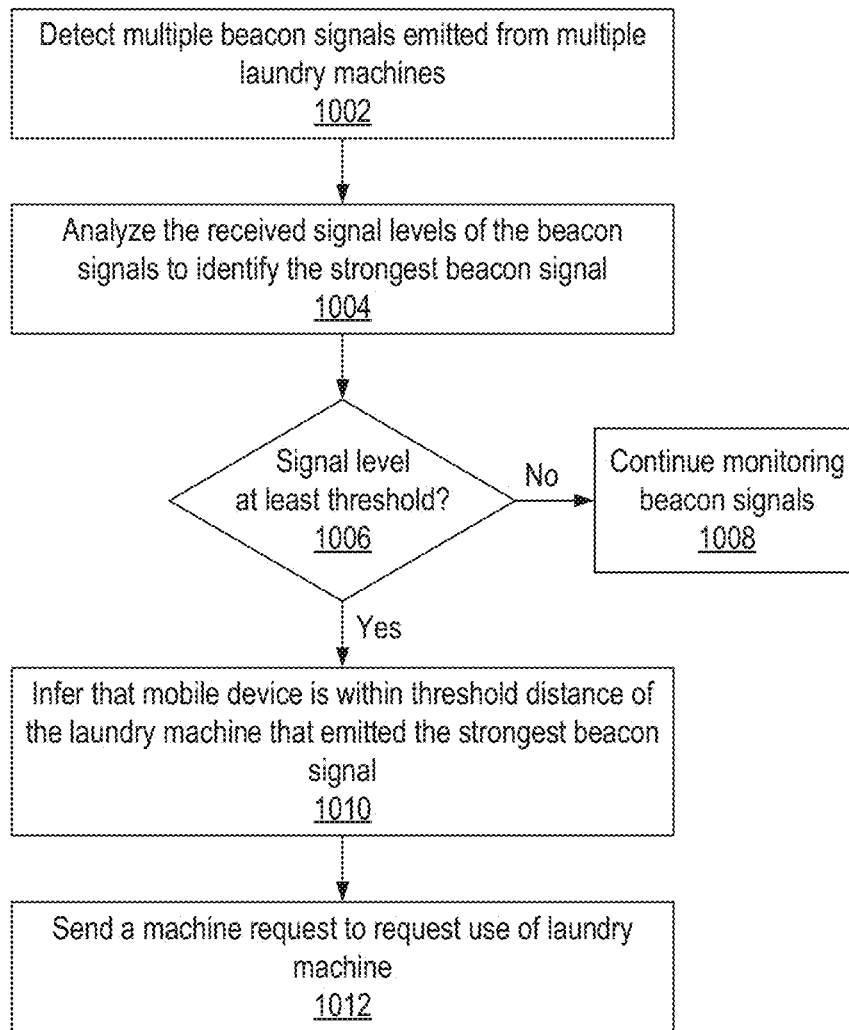 Detect multiple beacon signals emitted from multiple
laundry machines
1002
Analyze the received signal levels of the beacon
signals to identify the strongest beacon signal
1004
Signal level
at least threshold?
1006
No
Continue monitoring
beacon signals
1008
Yes
Infer that mobile device is within threshold distance of
the laundry machine that emitted the strongest beacon
signal
1010
Send a machine request to request use of laundry
machine
1012